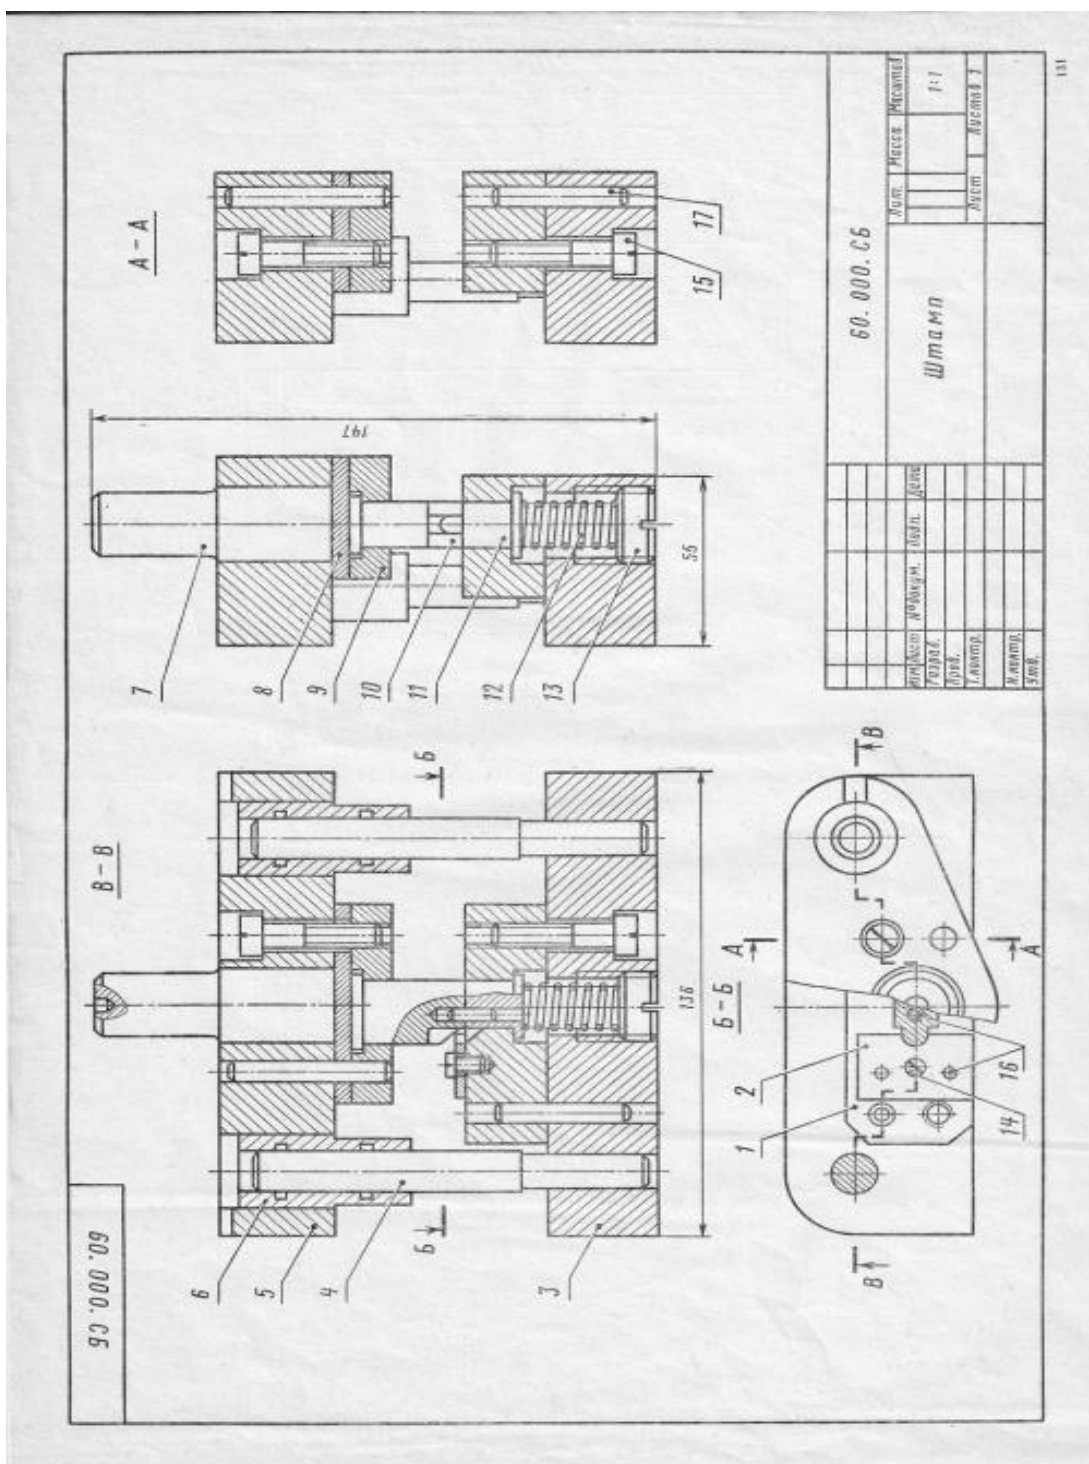 60. 000. СБ
В – В
А – А
6
5
4
3
Б
Б
136
7
8
9
10
11
12
13
147
56
15
17
Б – Б
1
2
14
16
А
А
В
В
60. 000. СБ
Штамп
Лит.
Масса
Масштаб
1:1
Лист
Листов 1
Изм.
Лист
№ докум.
Подп.
Дата
Разраб.
Пров.
Т.контр.
Н.контр.
Утв.
131